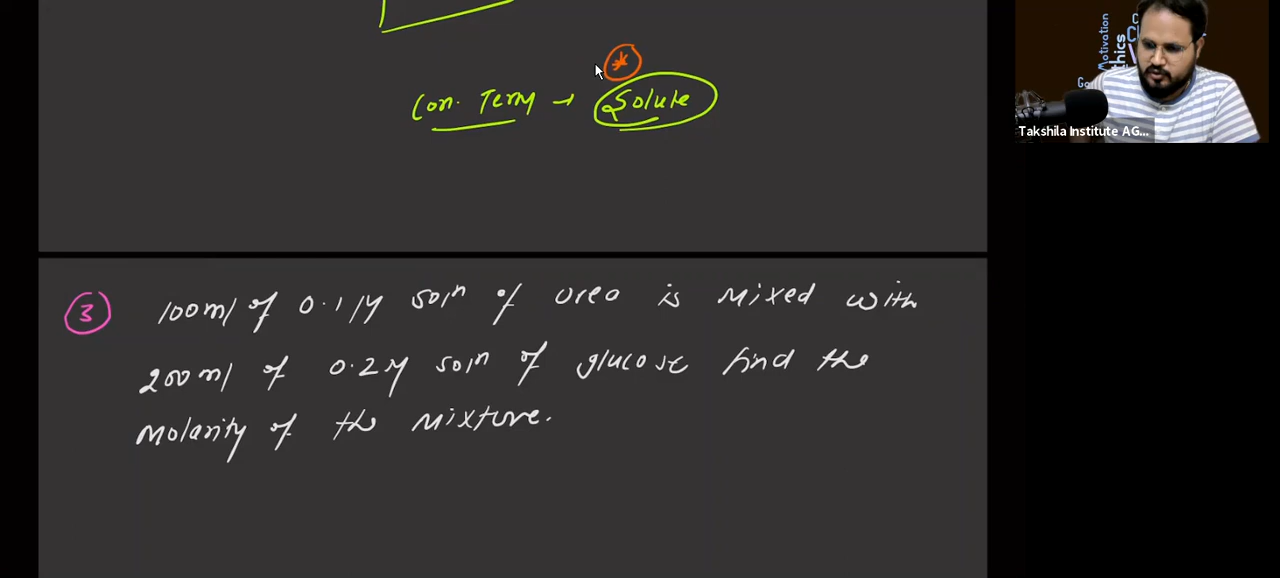 Con. Term → Solute
*
Motivation
Takshila Institute AG...
3 100ml of 0.1M soln of urea is mixed with
200ml of 0.2M soln of glucose find the
molarity of the mixture.